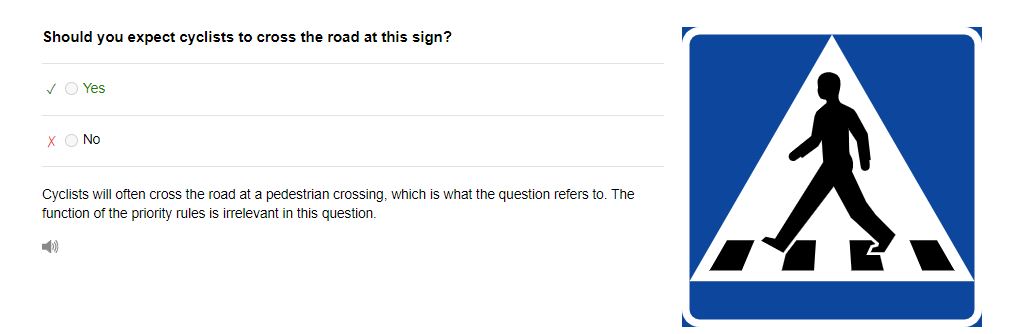 Should you expect cyclists to cross the road at this sign?
✓ Yes
X No
Cyclists will often cross the road at a pedestrian crossing, which is what the question refers to. The
function of the priority rules is irrelevant in this question.